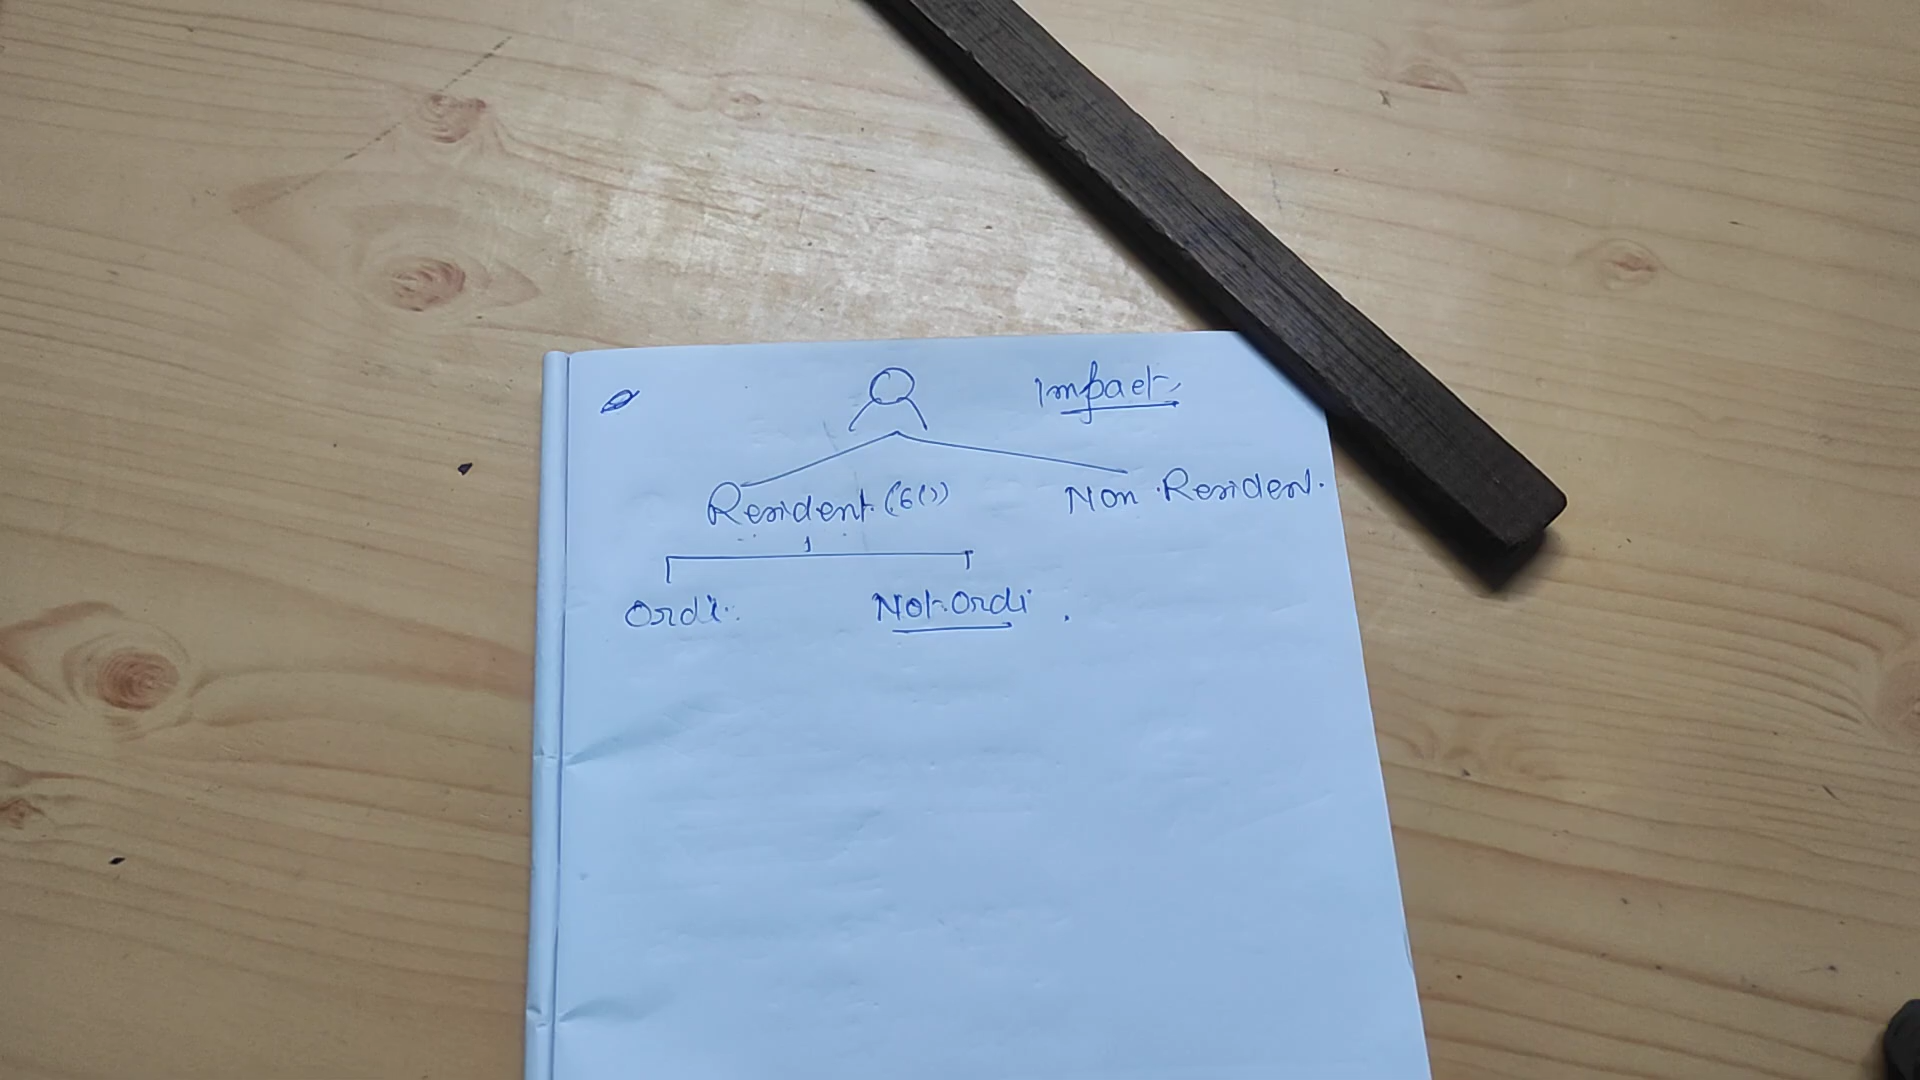 Impact
Resident (6(1)) Non Resident.
Ordi. Not Ordi.